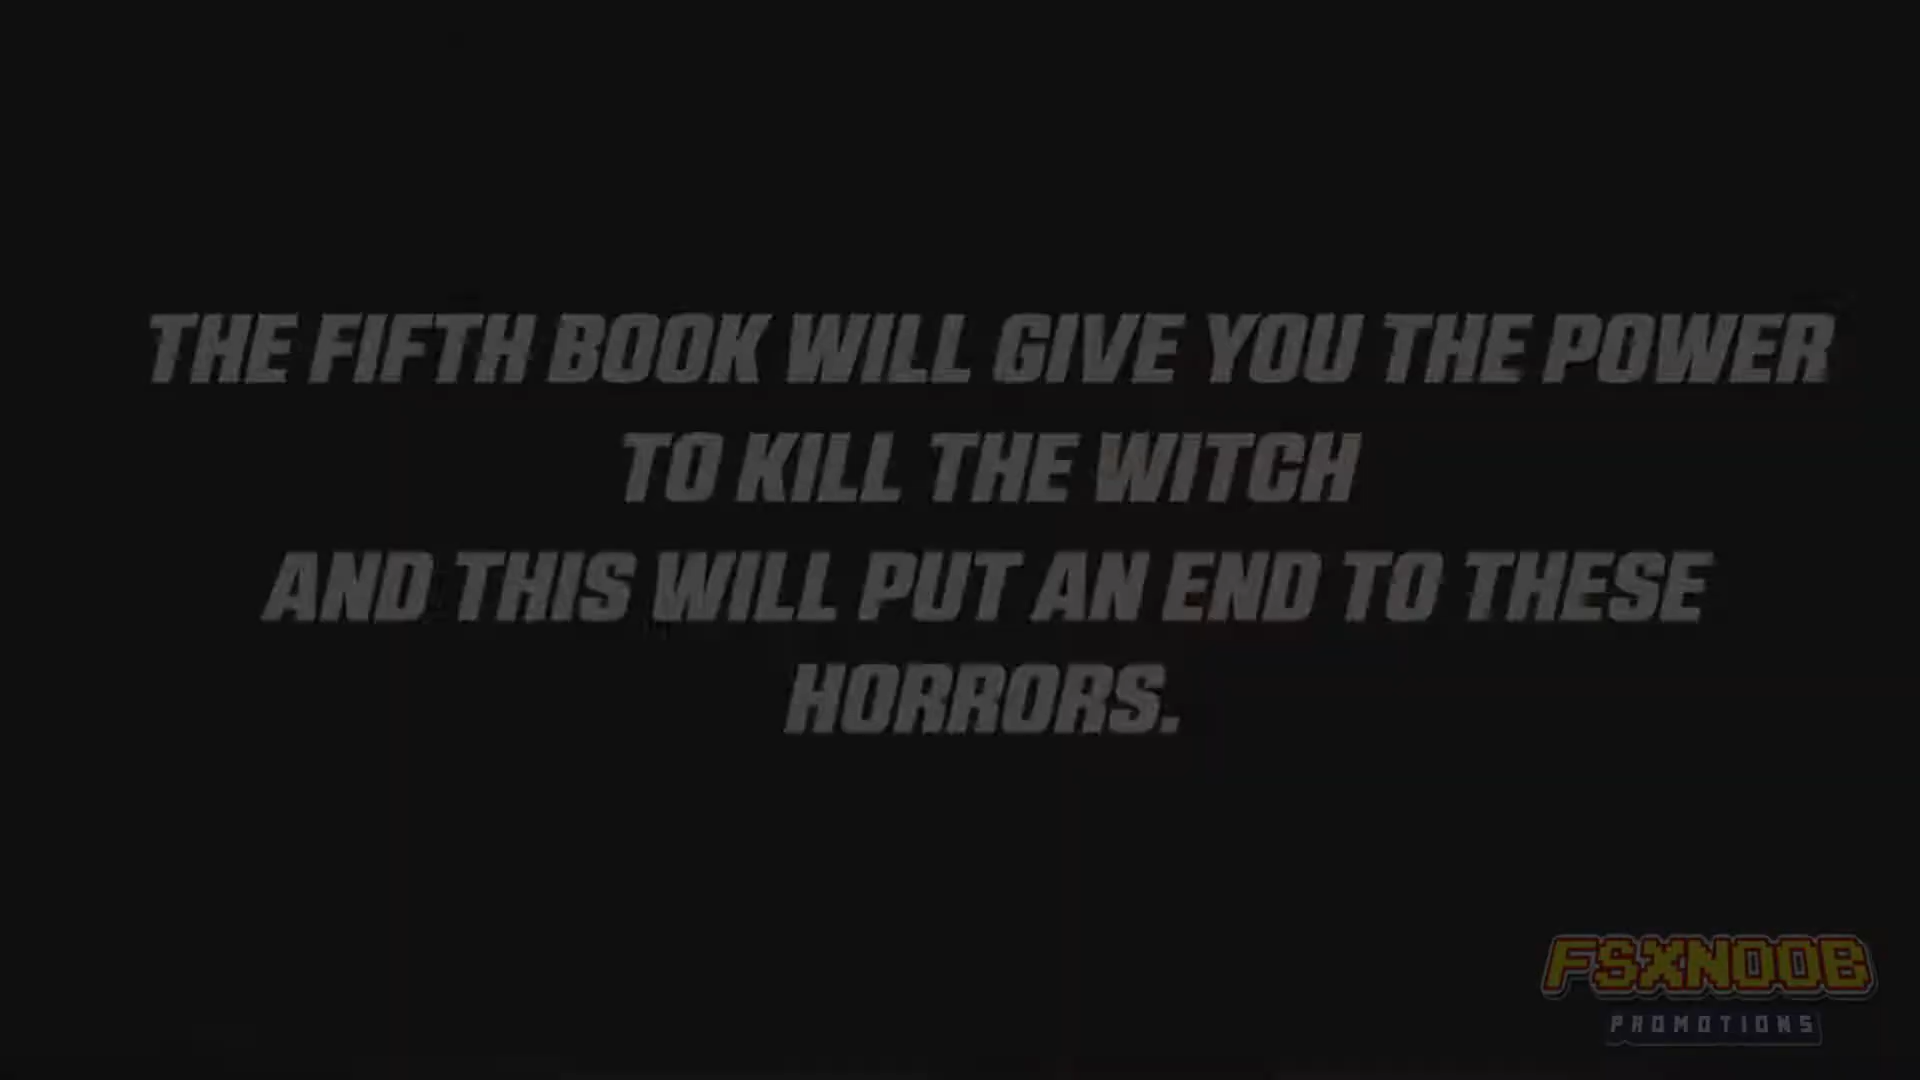 THE FIFTH BOOK WILL GIVE YOU THE POWER
TO KILL THE WITCH
AND THIS WILL PUT AN END TO THESE
HORRORS.
FSXNOOB
PROMOTIONS